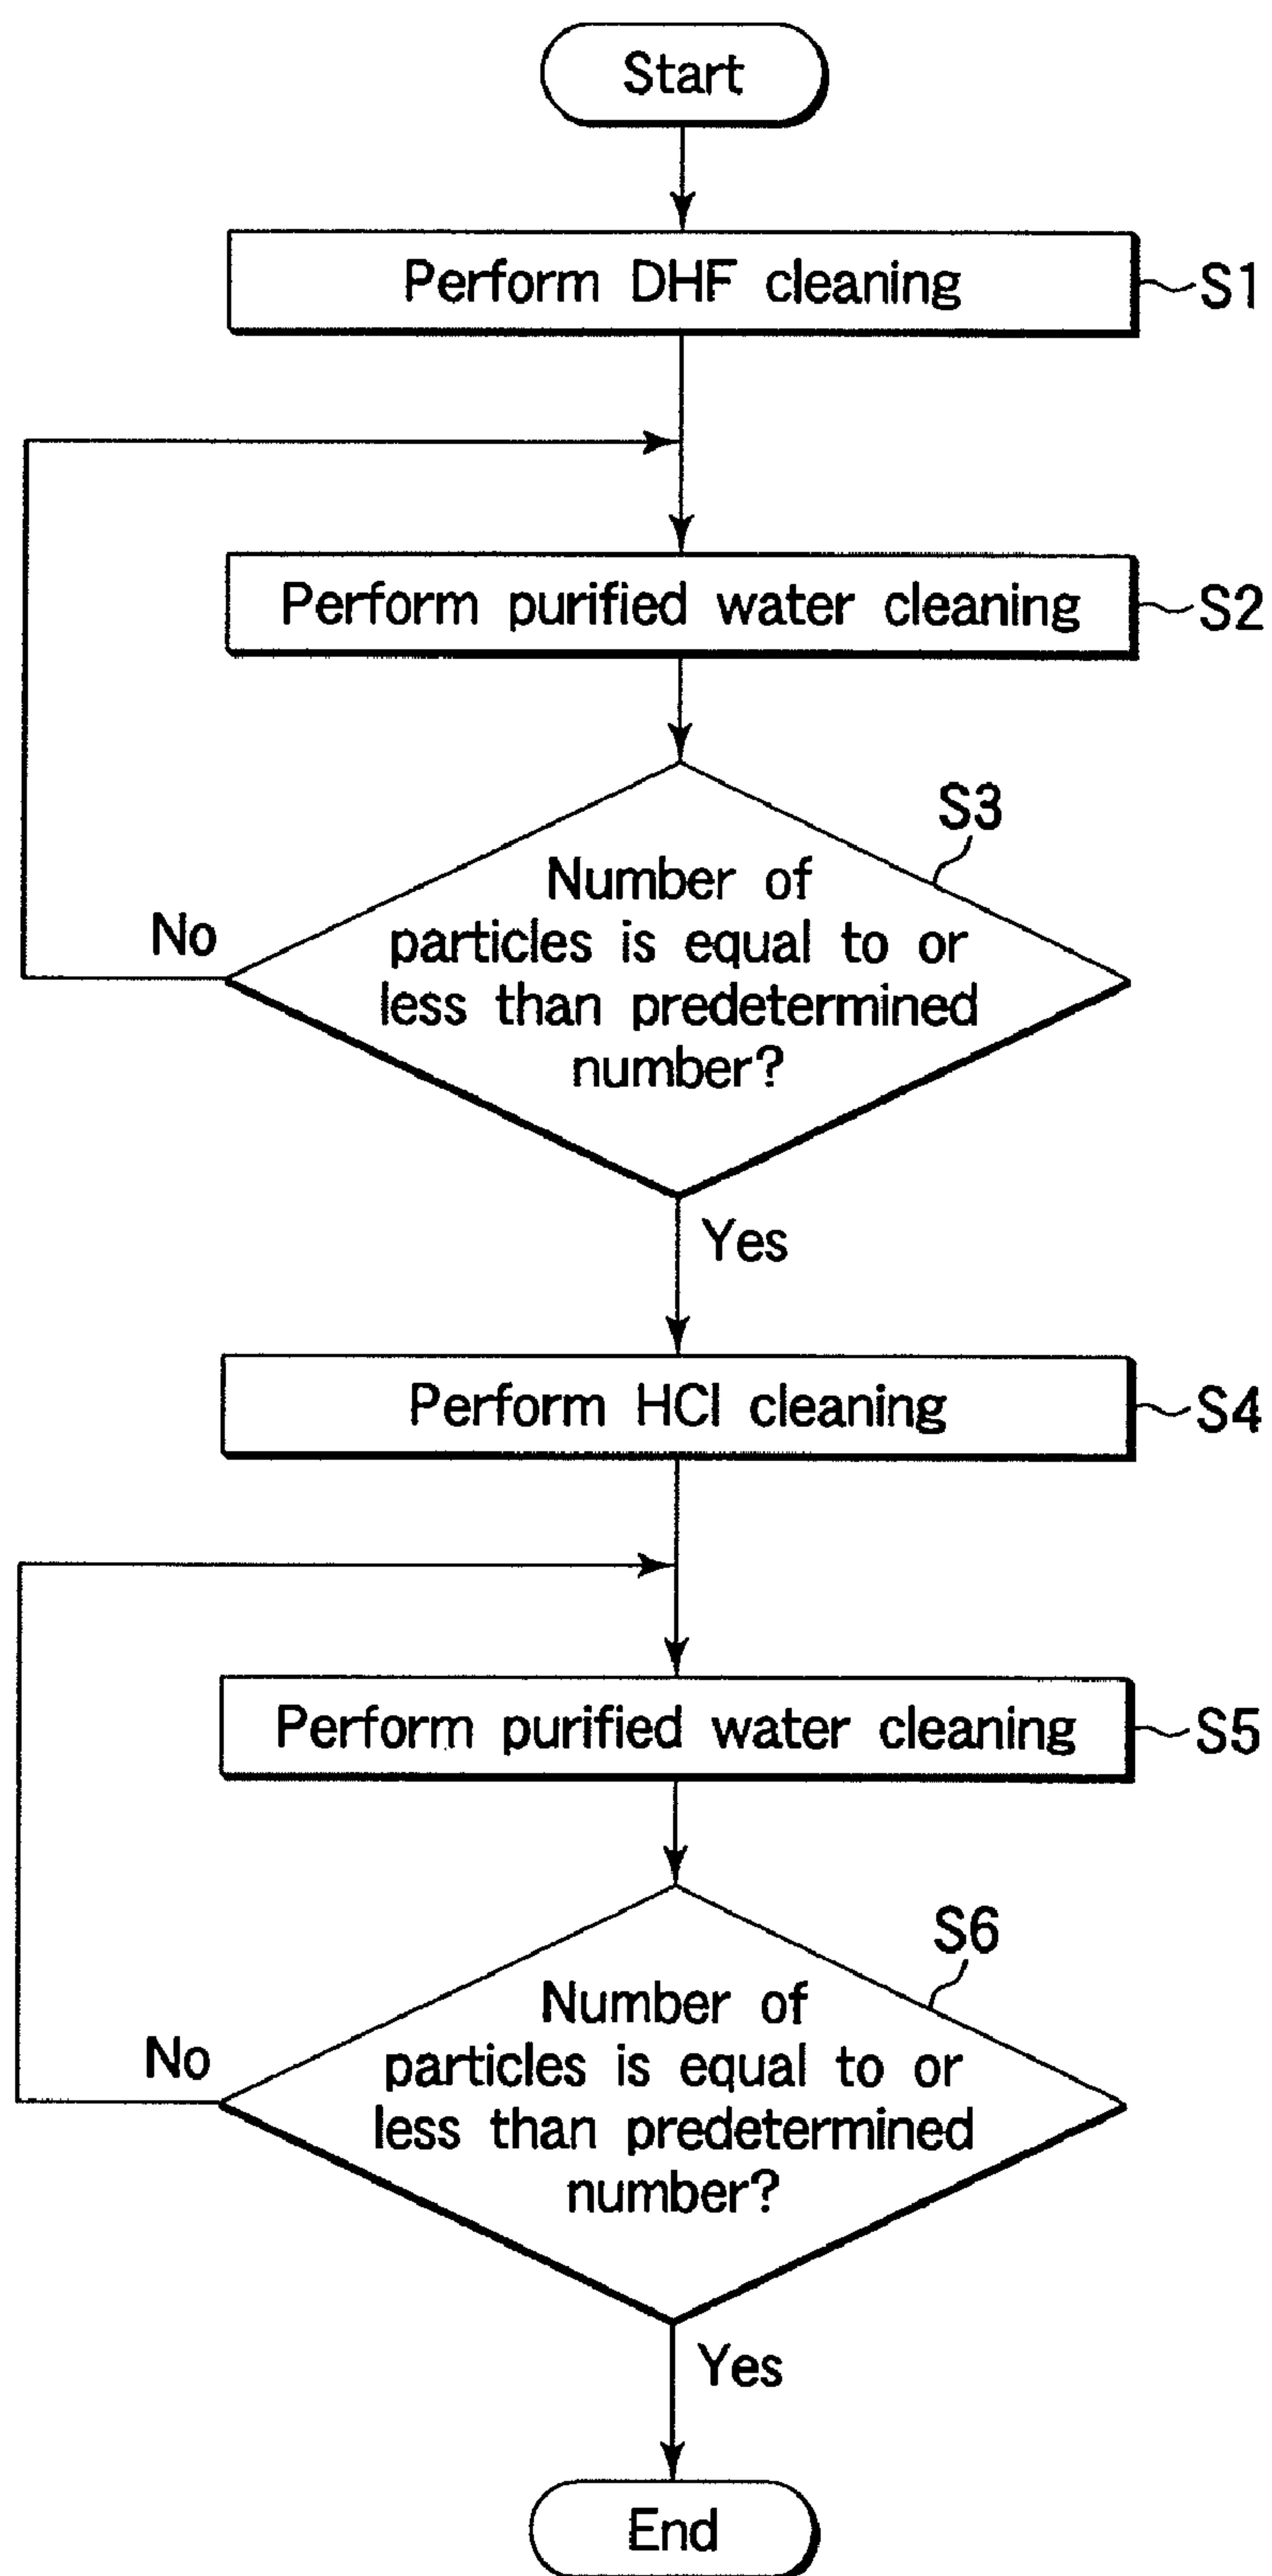 Start
Perform DHF cleaning
S1
Perform purified water cleaning
S2
S3
Number of
particles is equal to or
less than predetermined
number?
No
Yes
Perform HCl cleaning
S4
Perform purified water cleaning
S5
S6
Number of
particles is equal to or
less than predetermined
number?
No
Yes
End